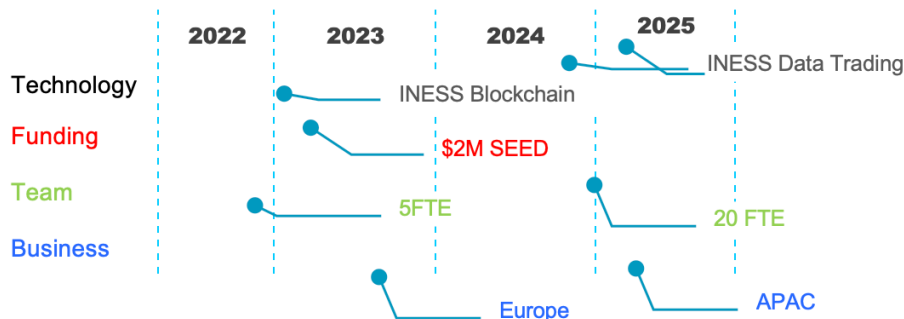 2022 2023 2024 2025
INESS Data Trading
Technology
INESS Blockchain
Funding
$2M SEED
Team
5FTE
20 FTE
Business
Europe
APAC